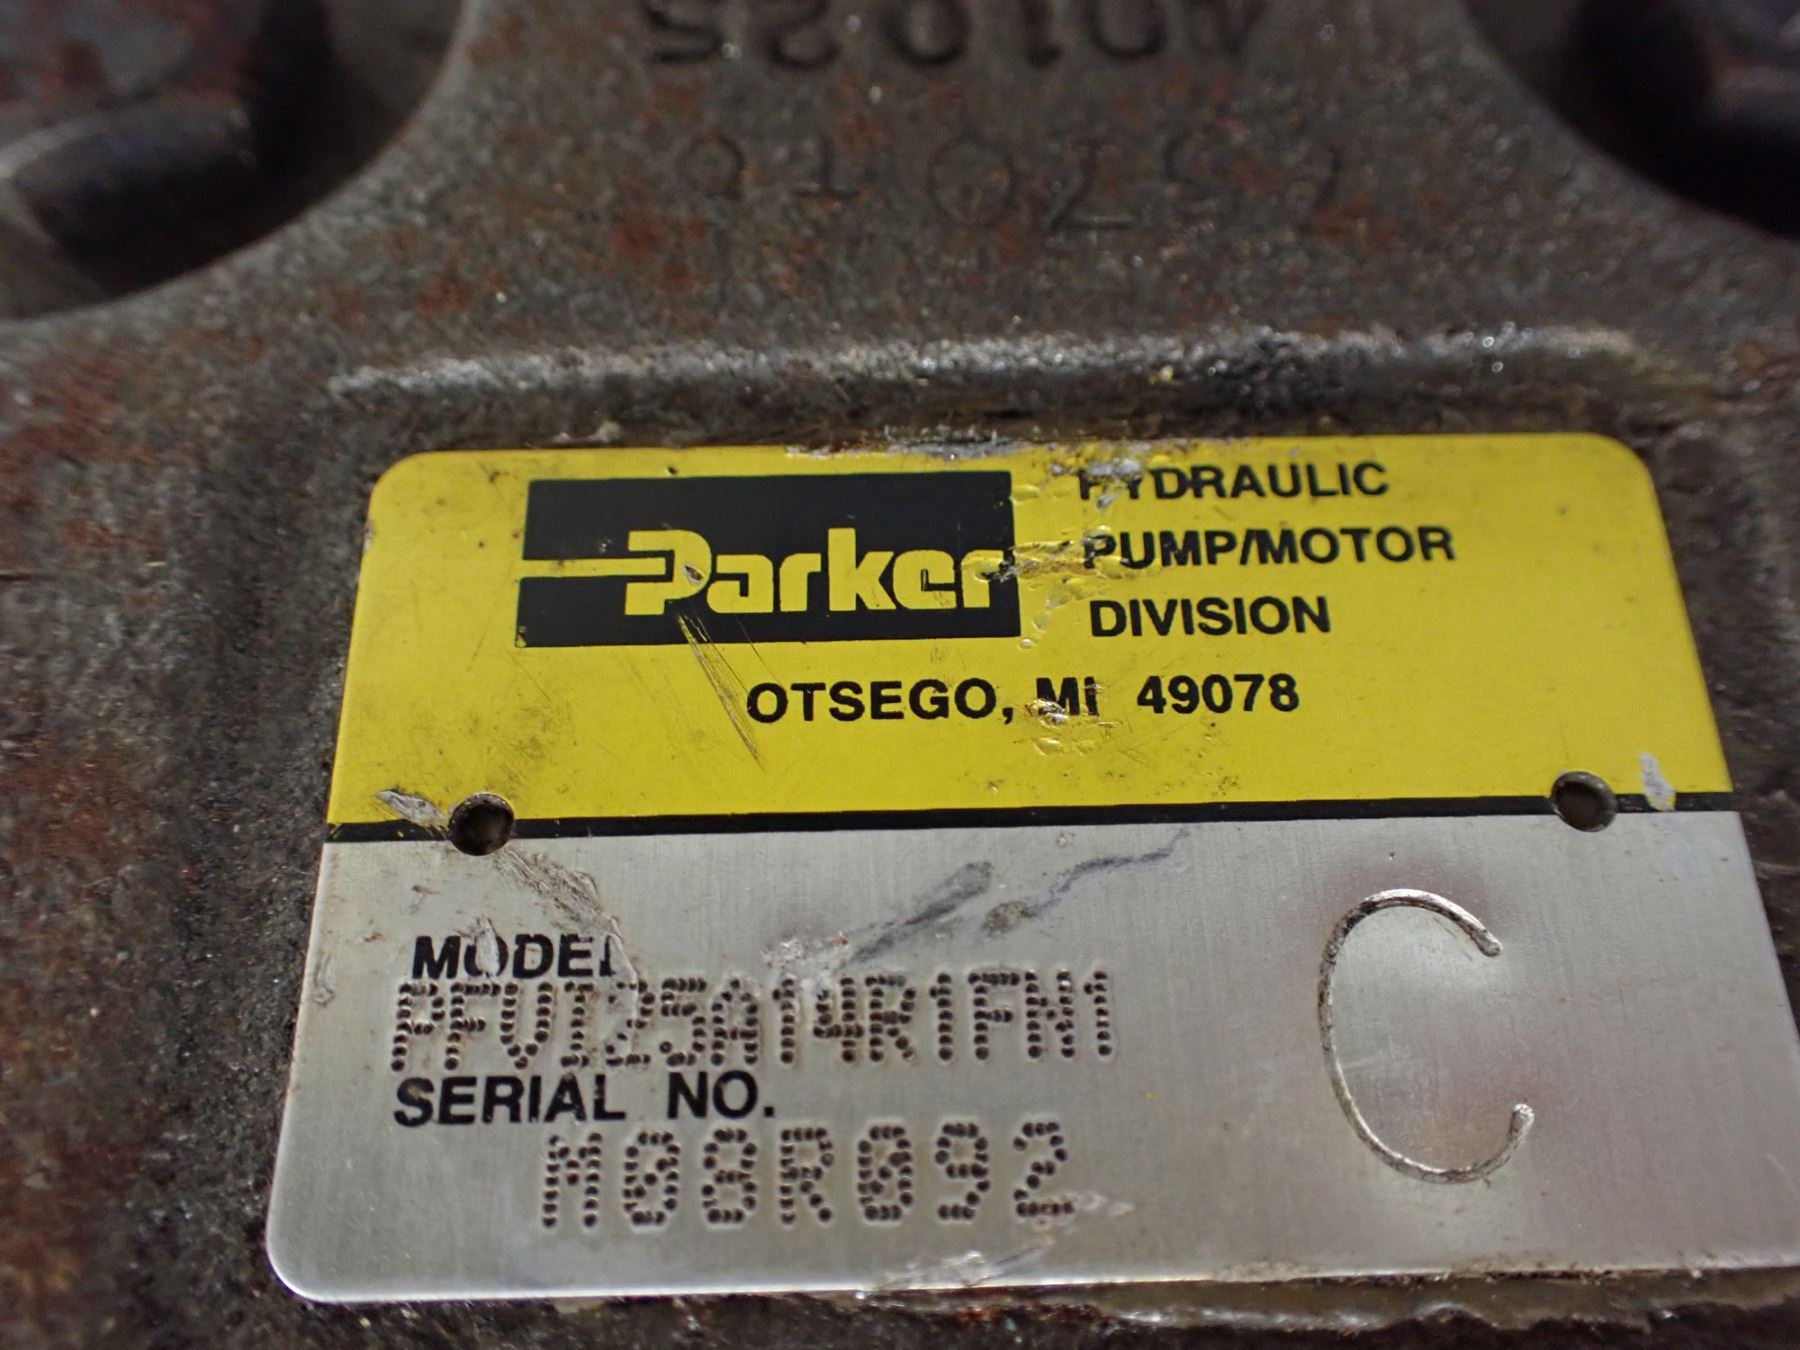 Parker
HYDRAULIC
PUMP/MOTOR
DIVISION
OTSEGO, MI 49078
MODEL
PFVI25A14R1FN1
SERIAL NO.
M08R092
C